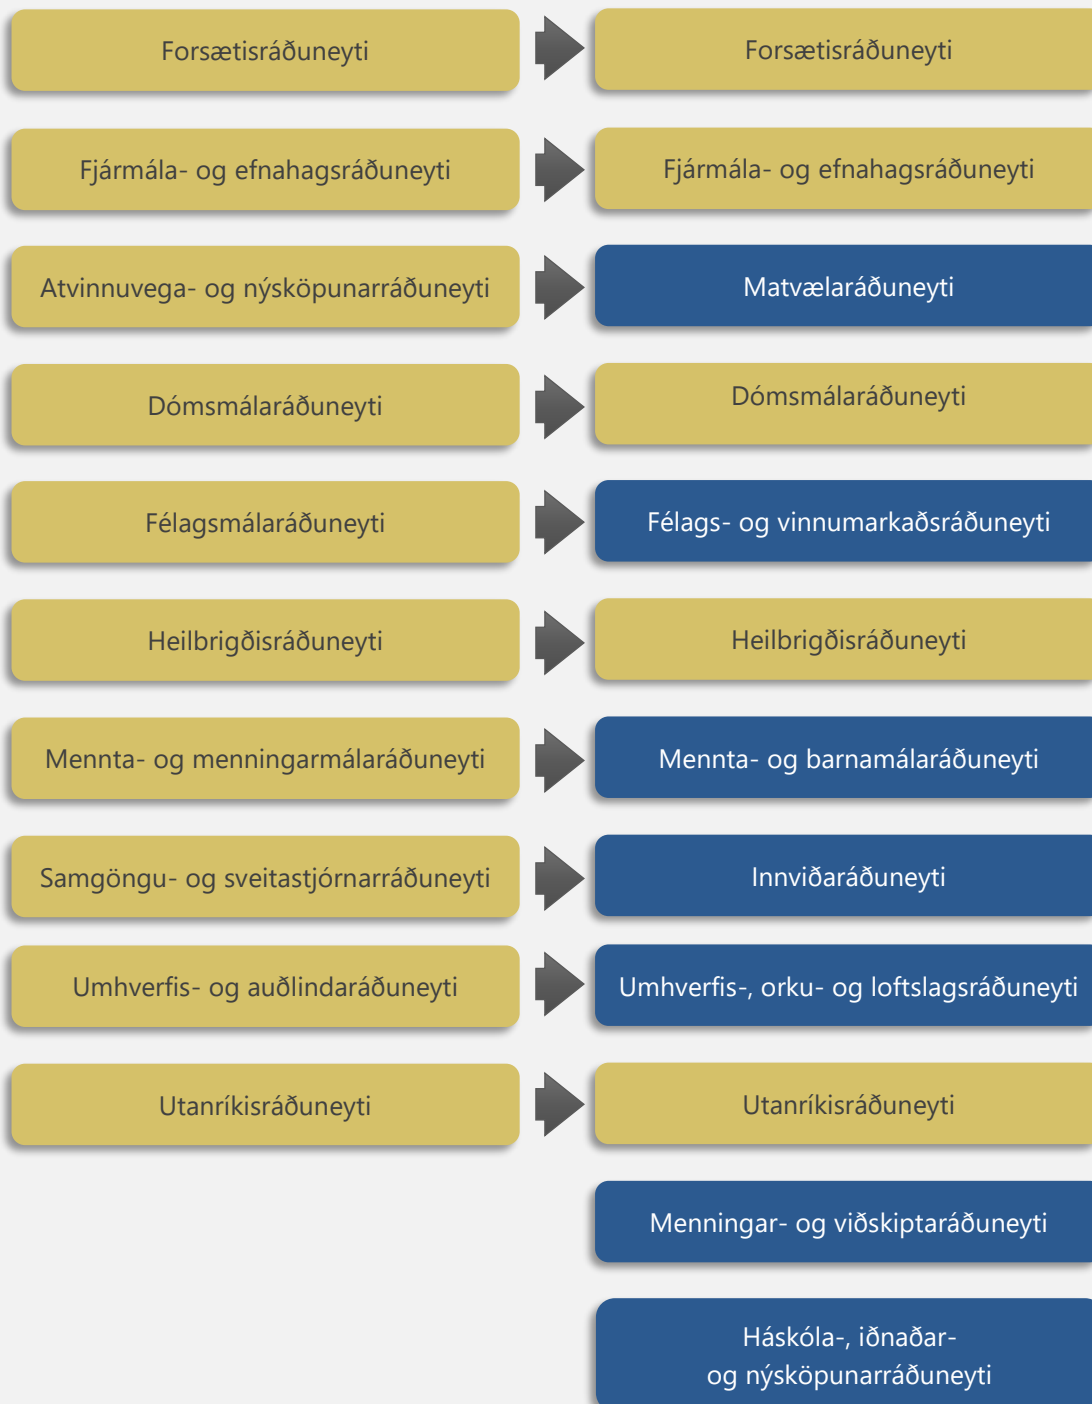 Forsætisráðuneyti
Forsætisráðuneyti
Fjármála- og efnahagsráðuneyti
Fjármála- og efnahagsráðuneyti
Atvinnuvega- og nýsköpunarráðuneyti
Matvælaráðuneyti
Dómsmálaráðuneyti
Dómsmálaráðuneyti
Félagsmálaráðuneyti
Félags- og vinnumarkaðsráðuneyti
Heilbrigðisráðuneyti
Heilbrigðisráðuneyti
Mennta- og menningarmálaráðuneyti
Mennta- og barnamálaráðuneyti
Samgöngu- og sveitastjórnarráðuneyti
Innviðaráðuneyti
Umhverfis- og auðlindaráðuneyti
Umhverfis-, orku- og loftslagsráðuneyti
Utanríkisráðuneyti
Utanríkisráðuneyti
Menningar- og viðskiptaráðuneyti
Háskóla-, iðnaðar-
og nýsköpunarráðuneyti